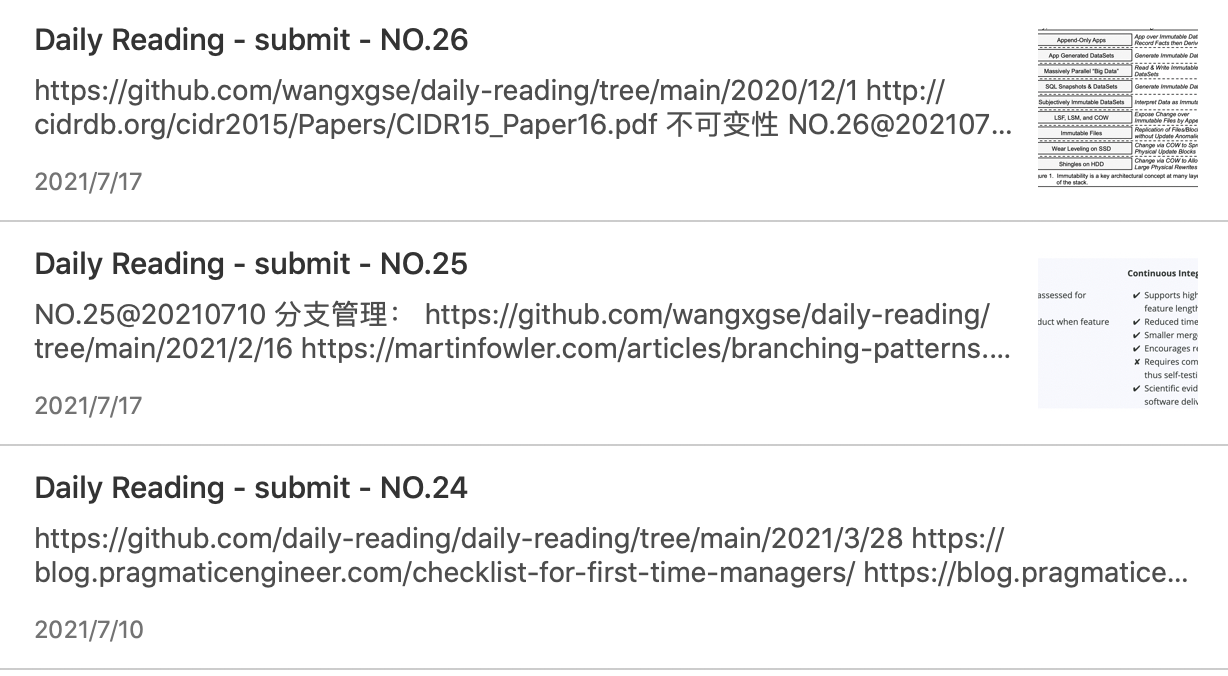 Daily Reading - submit - NO.26
https://github.com/wangxgse/daily-reading/tree/main/2020/12/1 http://
cidrdb.org/cidr2015/Papers/CIDR15_Paper16.pdf 不可变性 NO.26@202107...
2021/7/17
Append-Only Apps
App over Immutable Dat
Record Facts then Deriv
App Generated DataSets
Generate Immutable Dat
Massively Parallel "Big Data"
Read & Write Immutable
DataSets
SQL Snapshots & DataSets
Generate Immutable Dat
Subjectively Immutable DataSets
Interpret Data as Immuta
LSF, LSM, and COW
Expose Change over
Immutable Files by Appe
Immutable Files
Replication of Files/Bloc
without Update Anomalie
Wear Leveling on SSD
Change via COW to Spr
Physical Update Blocks
Shingles on HDD
Change via COW to Allo
Large Physical Rewrites
ure 1. Immutability is a key architectural concept at many laye
of the stack.
Daily Reading - submit - NO.25
NO.25@20210710 分支管理： https://github.com/wangxgse/daily-reading/
tree/main/2021/2/16 https://martinfowler.com/articles/branching-patterns....
2021/7/17
Continuous Integ
assessed for
✔ Supports high
feature length
duct when feature
✔ Reduced time
✔ Smaller merg
✔ Encourages re
✘ Requires com
thus self-testi
✔ Scientific evid
software deliv
Daily Reading - submit - NO.24
https://github.com/daily-reading/daily-reading/tree/main/2021/3/28 https://
blog.pragmaticengineer.com/checklist-for-first-time-managers/ https://blog.pragmatice...
2021/7/10